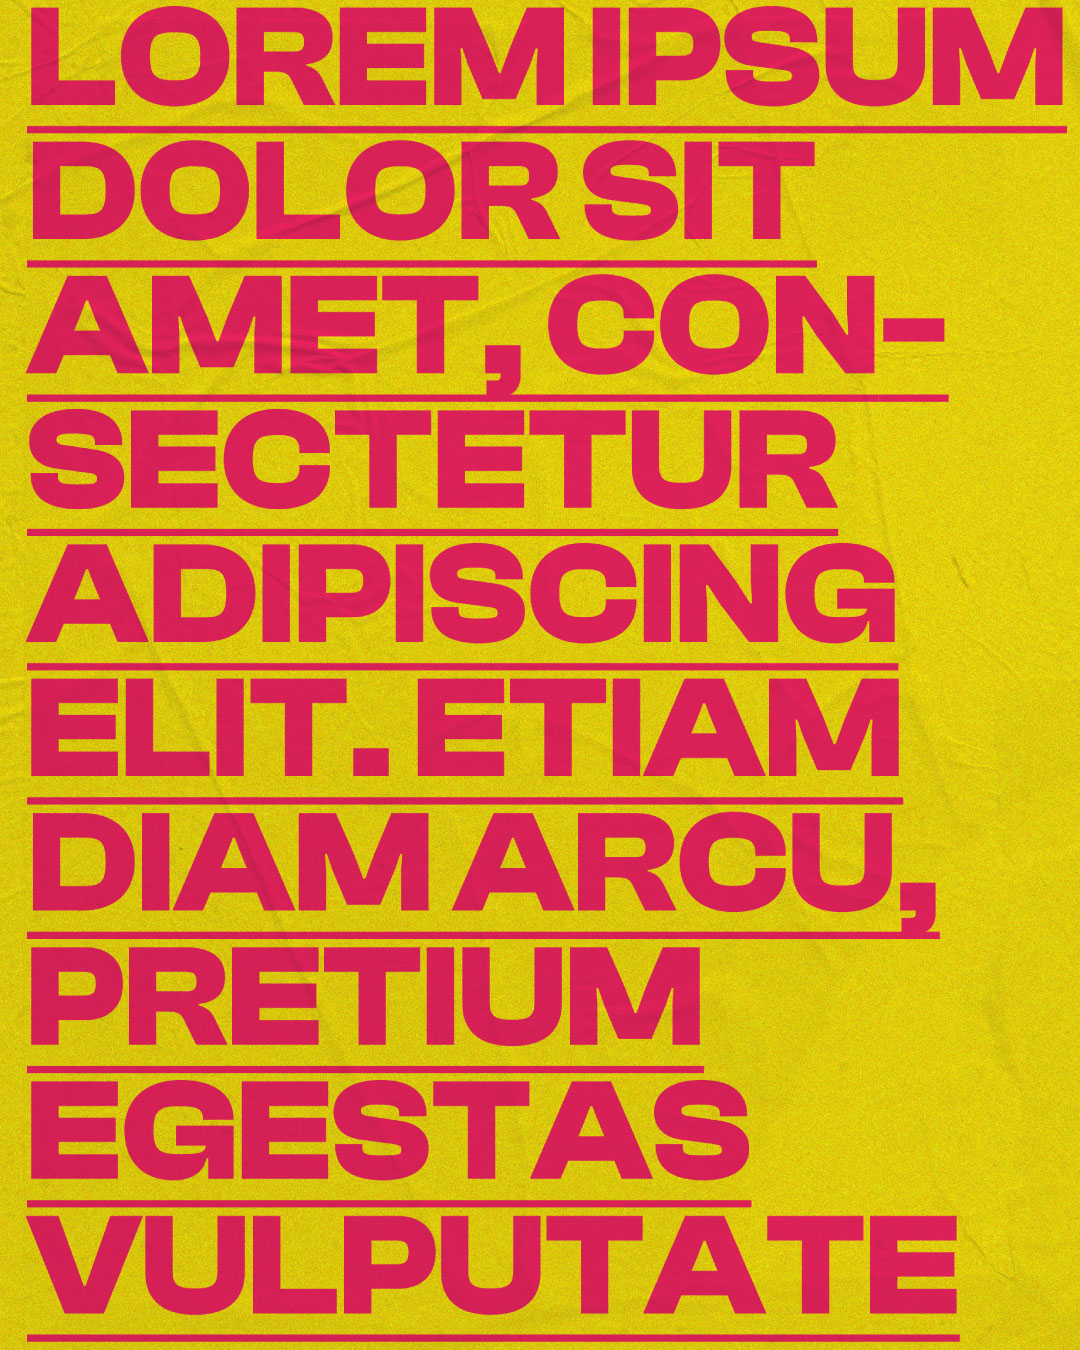 LOREM IPSUM
DOLOR SIT
AMET, CON-
SECTETUR
ADIPISCING
ELIT. ETIAM
DIAM ARCU,
PRETIUM
EGESTAS
VULPUTATE